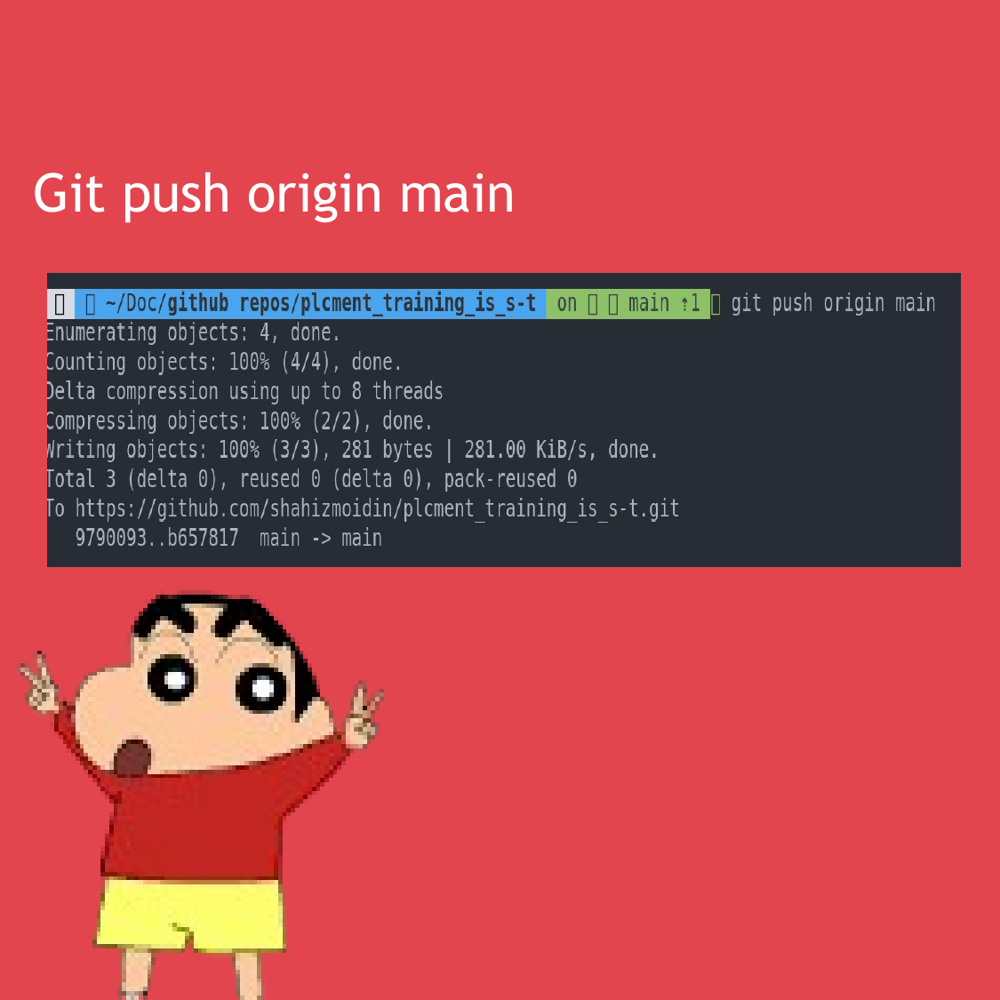 Git push origin main
~/Doc/github repos/plcment_training_is_s-t on main ⇡1 git push origin main
Enumerating objects: 4, done.
Counting objects: 100% (4/4), done.
Delta compression using up to 8 threads
Compressing objects: 100% (2/2), done.
Writing objects: 100% (3/3), 281 bytes | 281.00 KiB/s, done.
Total 3 (delta 0), reused 0 (delta 0), pack-reused 0
To https://github.com/shahizmoidin/plcment_training_is_s-t.git
9790093..b657817  main -> main